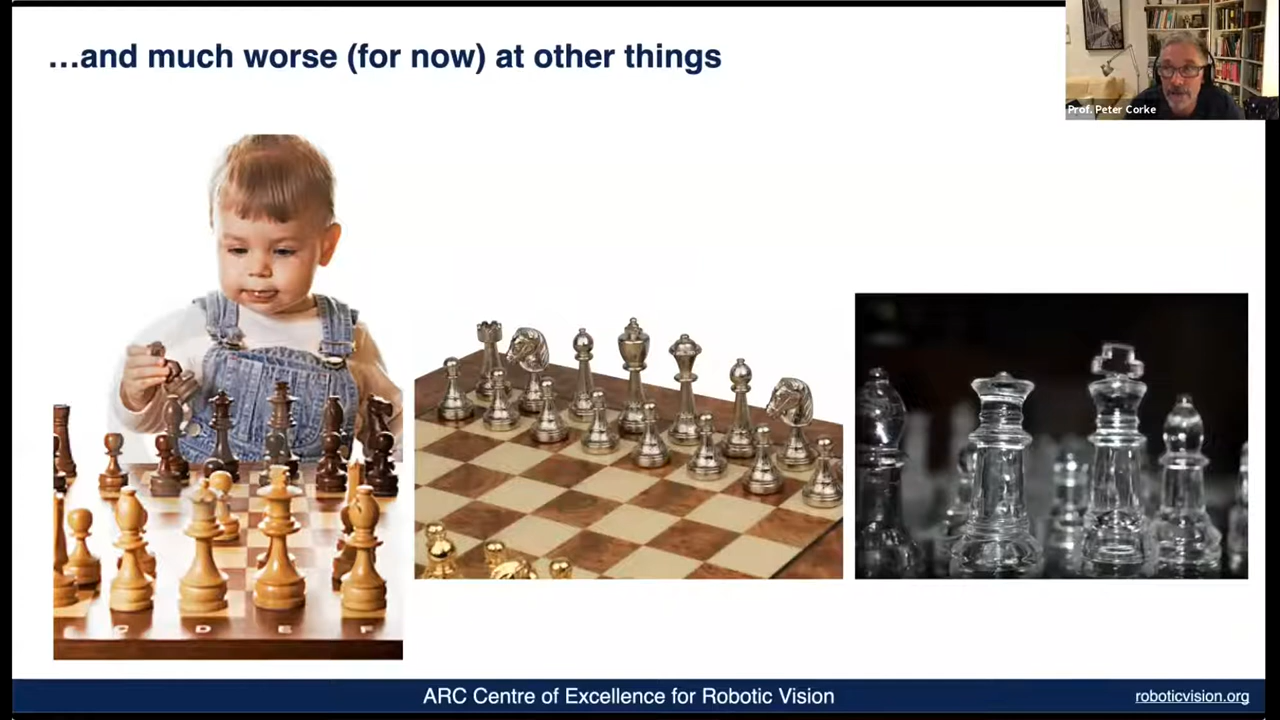 …and much worse (for now) at other things
Prof. Peter Corke
C D E F
ARC Centre of Excellence for Robotic Vision
roboticvision.org